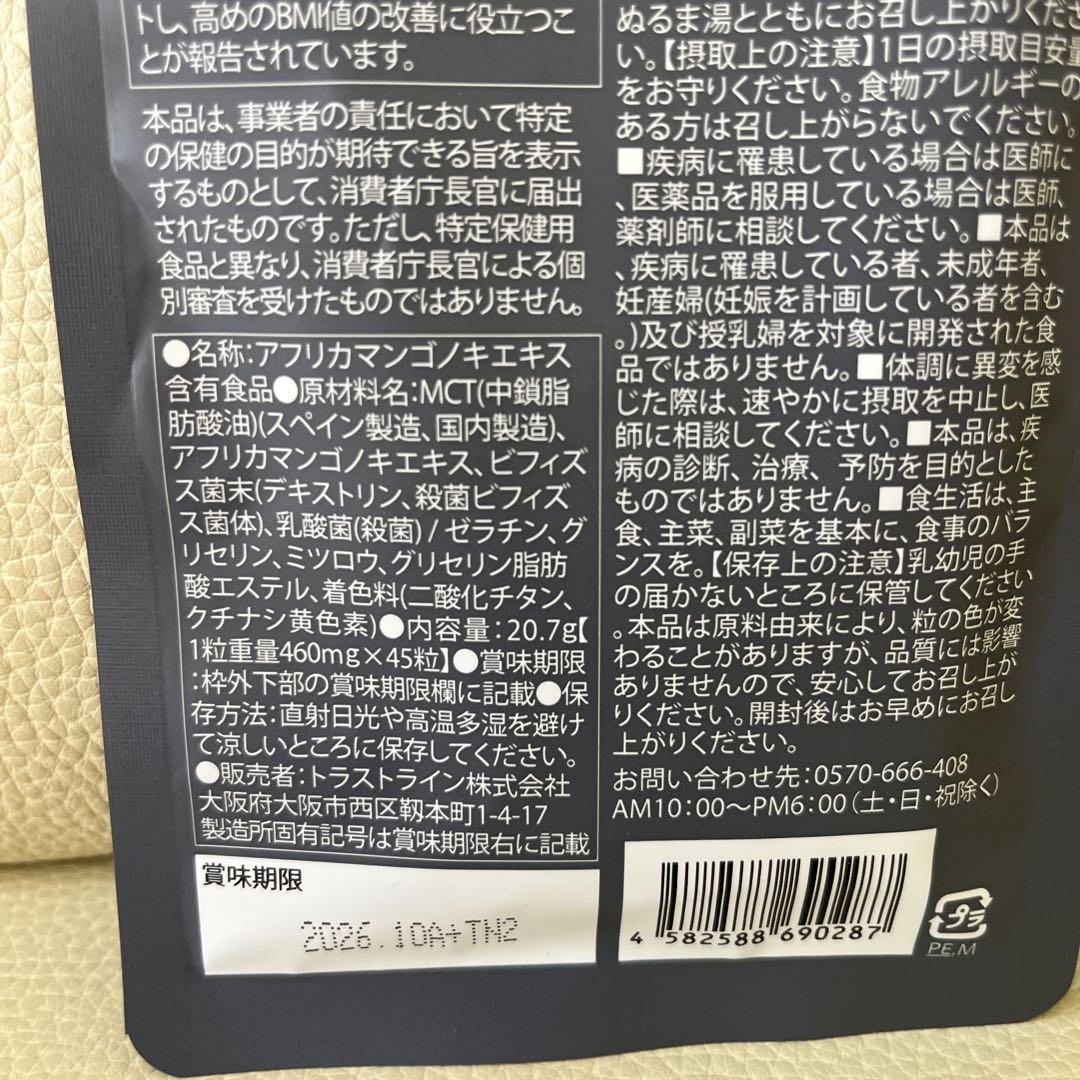 トし、高めのBMI値の改善に役立つこ
とが報告されています。
本品は、事業者の責任において特定
の保健の目的が期待できる旨を表示
するものとして、消費者庁長官に届出
されたものです。ただし、特定保健用
食品と異なり、消費者庁長官による個
別審査を受けたものではありません。
●名称:アフリカマンゴノキエキス
含有食品●原材料名:MCT(中鎖脂
肪酸油)(スペイン製造、国内製造)、
アフリカマンゴノキエキス、ビフィズ
ス菌末(デキストリン、殺菌ビフィズ
ス菌体)、乳酸菌(殺菌) / ゼラチン、グ
リセリン、ミツロウ、グリセリン脂肪
酸エステル、着色料(二酸化チタン、
クチナシ黄色素)●内容量:20.7g【
1粒重量460mg×45粒】●賞味期限
:枠外下部の賞味期限欄に記載●保
存方法:直射日光や高温多湿を避け
て涼しいところに保存してください。
●販売者:トラストライン株式会社
大阪府大阪市西区靱本町1-4-17
製造所固有記号は賞味期限右に記載
賞味期限
2026.10A+TN2
ぬるま湯とともにお召し上がりくださ
い。【摂取上の注意】1日の摂取目安量
をお守りください。食物アレルギーの
ある方は召し上がらないでください。
■疾病に罹患している場合は医師に
、医薬品を服用している場合は医師、
薬剤師に相談してください。■本品は
、疾病に罹患している者、未成年者、
妊産婦(妊娠を計画している者を含む
。)及び授乳婦を対象に開発された食
品ではありません。■体調に異変を感
じた際は、速やかに摂取を中止し、医
師に相談してください。■本品は、疾
病の診断、治療、予防を目的とした
ものではありません。■食生活は、主
食、主菜、副菜を基本に、食事のバラ
ンスを。【保存上の注意】乳幼児の手
の届かないところに保管してください
。本品は原料由来により、粒の色が変
わることがありますが、品質には影響
ありませんので、安心してお召し上が
りください。開封後はお早めにお召し
上がりください。
お問い合わせ先:0570-666-408
AM10:00～PM6:00（土・日・祝除く）
4 582588 690287
プラ
PE,M